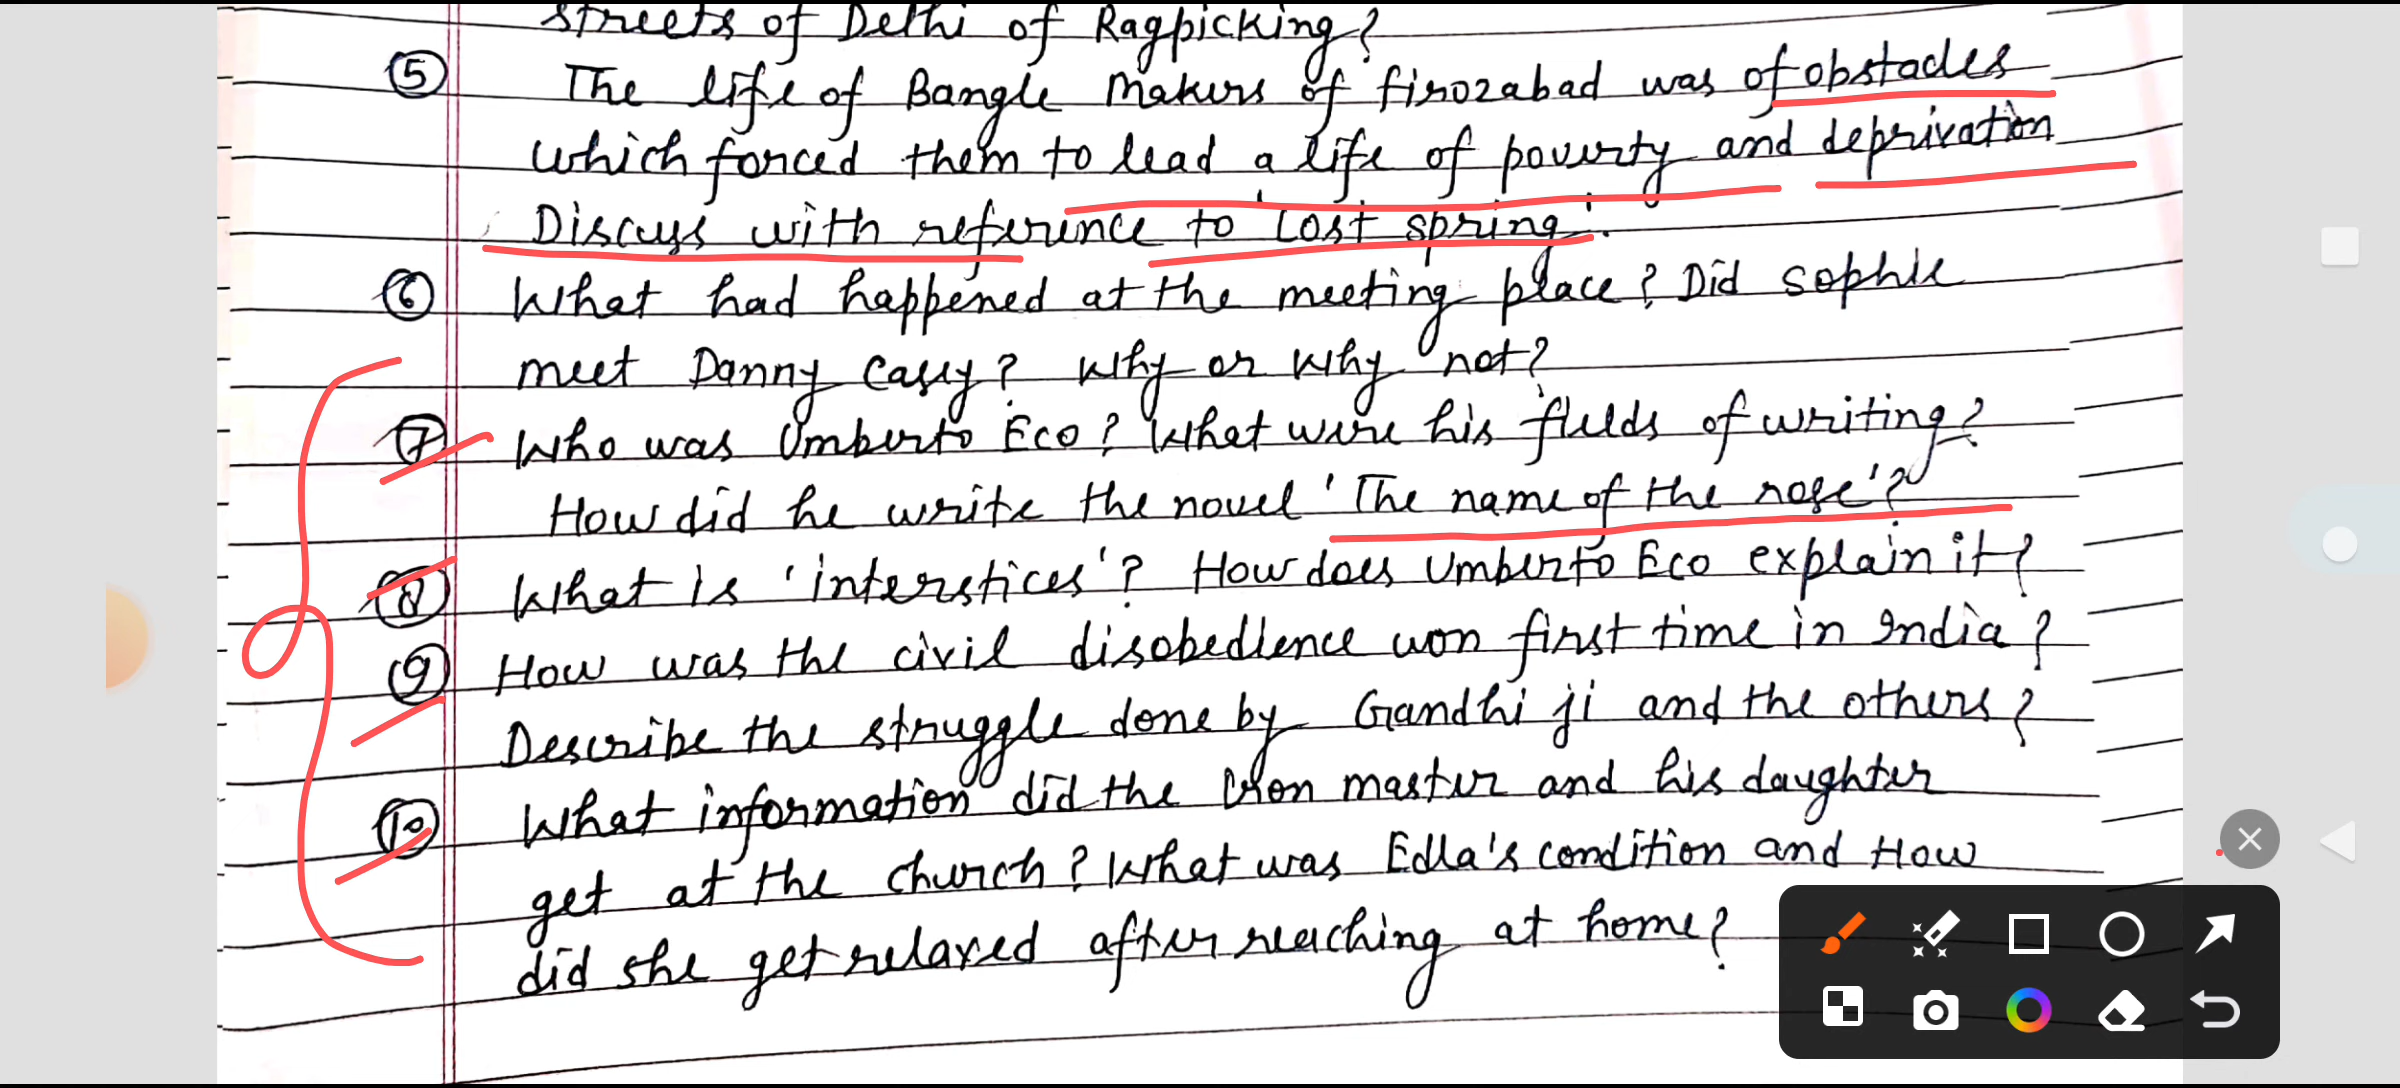 streets of Delhi of Ragpicking?
5 The life of Bangle Makers of firozabad was of obstacles
which forced them to lead a life of poverty and deprivation
Discuss with reference to 'Lost spring'.
6 What had happened at the meeting place? Did sophie
meet Danny Casey? Why or Why not?
7 Who was Umberto Eco? What were his fields of writing?
How did he write the novel 'The name of the rose'?
8 What is 'interstices'? How does Umberto Eco explain it?
9 How was the civil disobedience won first time in India?
Describe the struggle done by Gandhi ji and the others?
10 What information did the Iron master and his daughter
get at the church? What was Edla's condition and How
did she get relaxed after reaching at home?